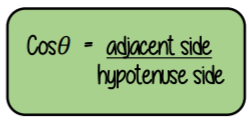 Cosθ = adjacent side
hypotenuse side